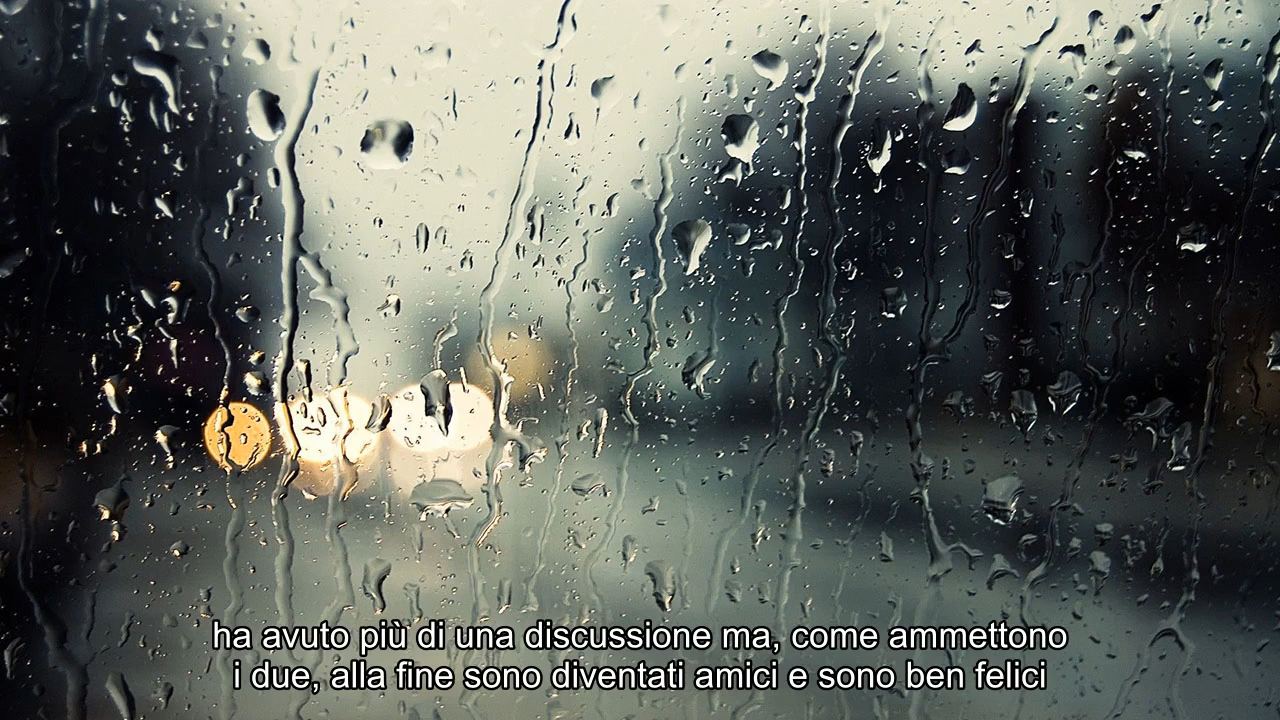 ha avuto più di una discussione ma, come ammettono
i due, alla fine sono diventati amici e sono ben felici